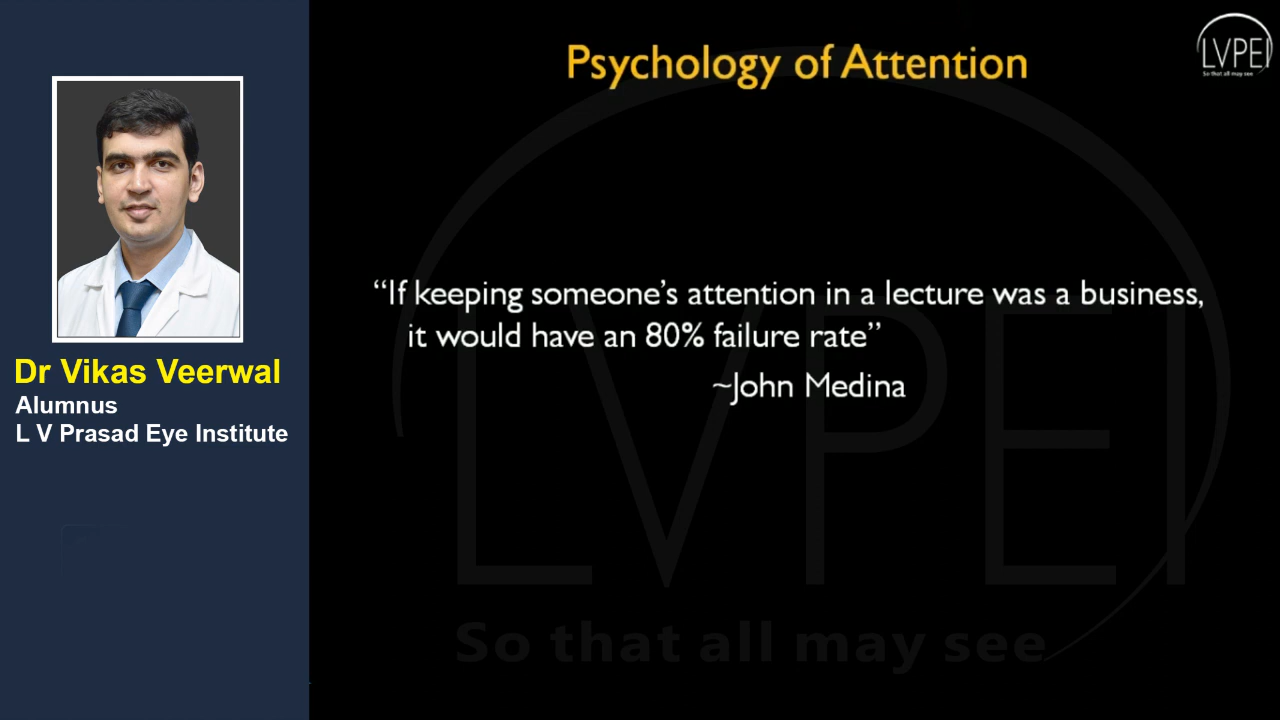 Psychology of Attention
LVPEI
So that all may see
“If keeping someone’s attention in a lecture was a business,
it would have an 80% failure rate”
~John Medina
Dr Vikas Veerwal
Alumnus
L V Prasad Eye Institute
LVPEI
So that all may see